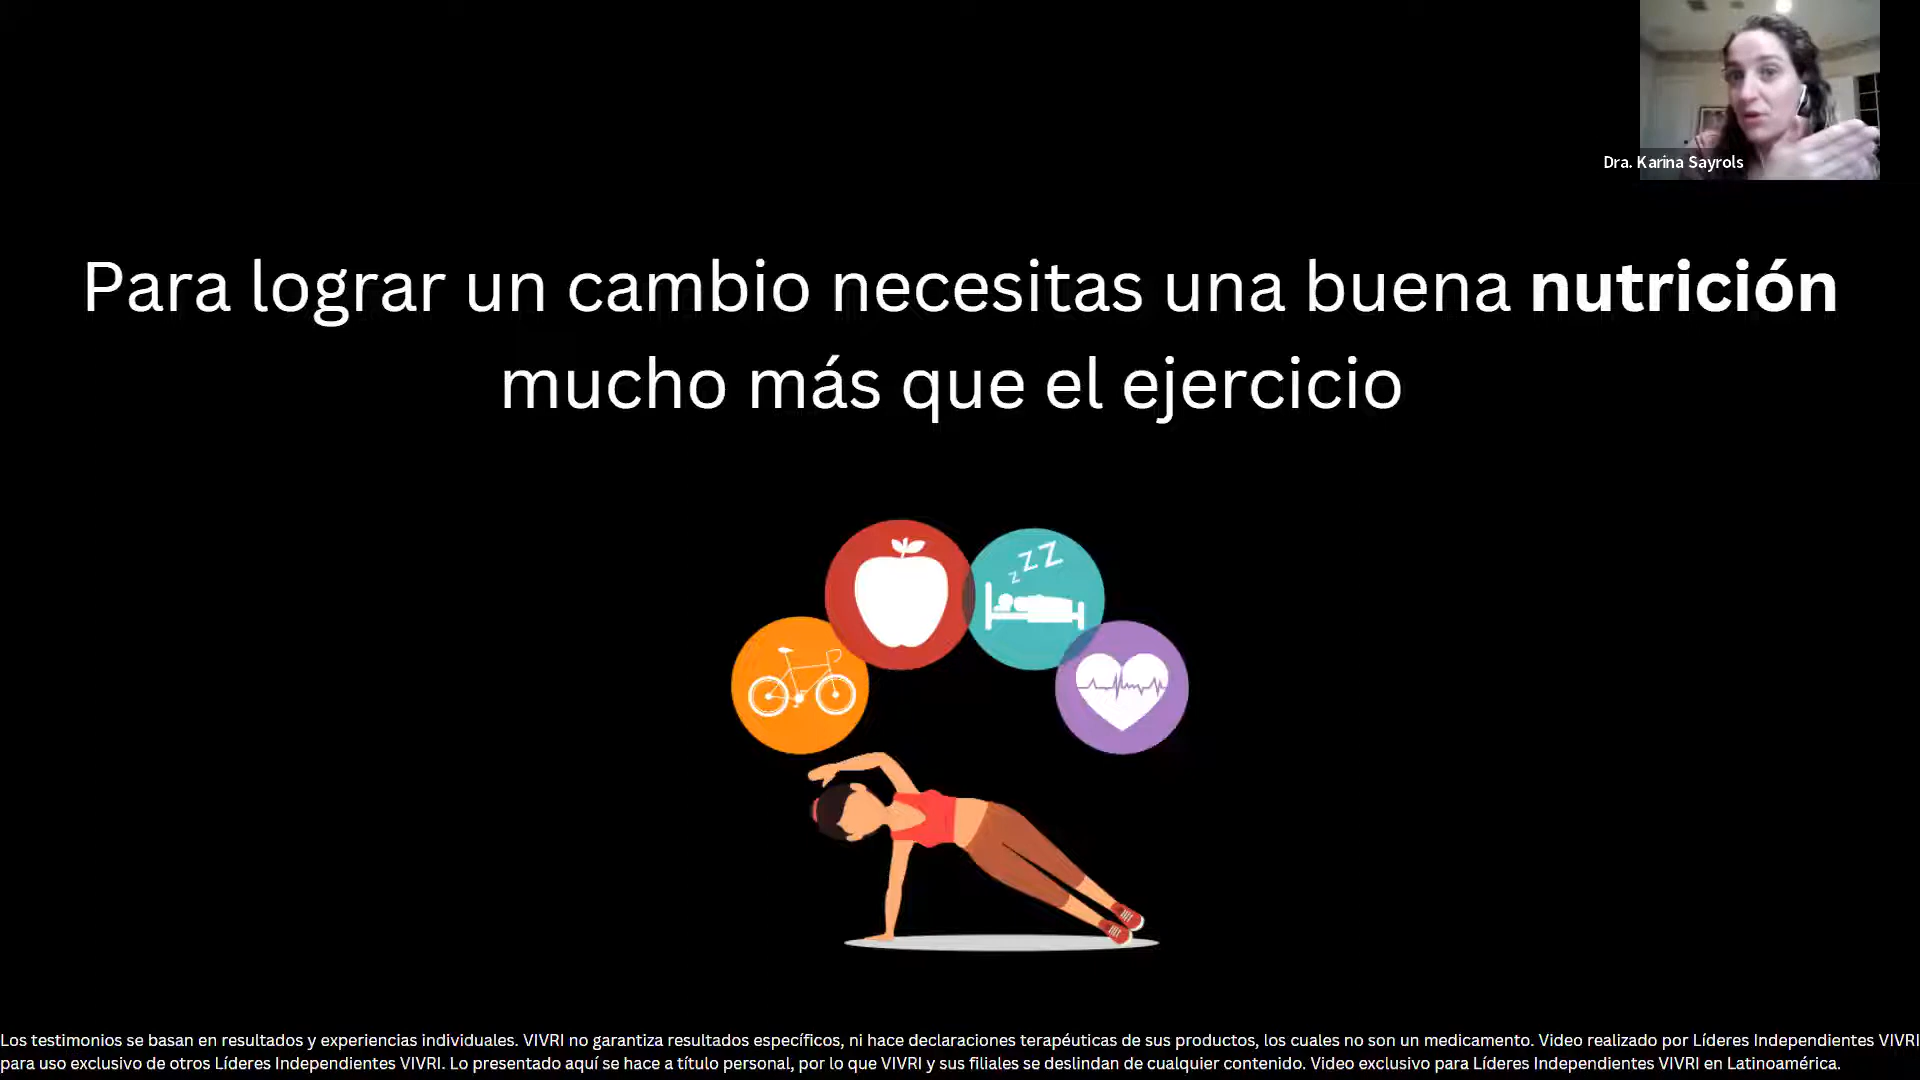 Dra. Karina Sayrols
Para lograr un cambio necesitas una buena nutrición
mucho más que el ejercicio
z Z Z
Los testimonios se basan en resultados y experiencias individuales. VIVRI no garantiza resultados específicos, ni hace declaraciones terapéuticas de sus productos, los cuales no son un medicamento. Video realizado por Líderes Independientes VIVRI
para uso exclusivo de otros Líderes Independientes VIVRI. Lo presentado aquí se hace a título personal, por lo que VIVRI y sus filiales se deslindan de cualquier contenido. Video exclusivo para Líderes Independientes VIVRI en Latinoamérica.